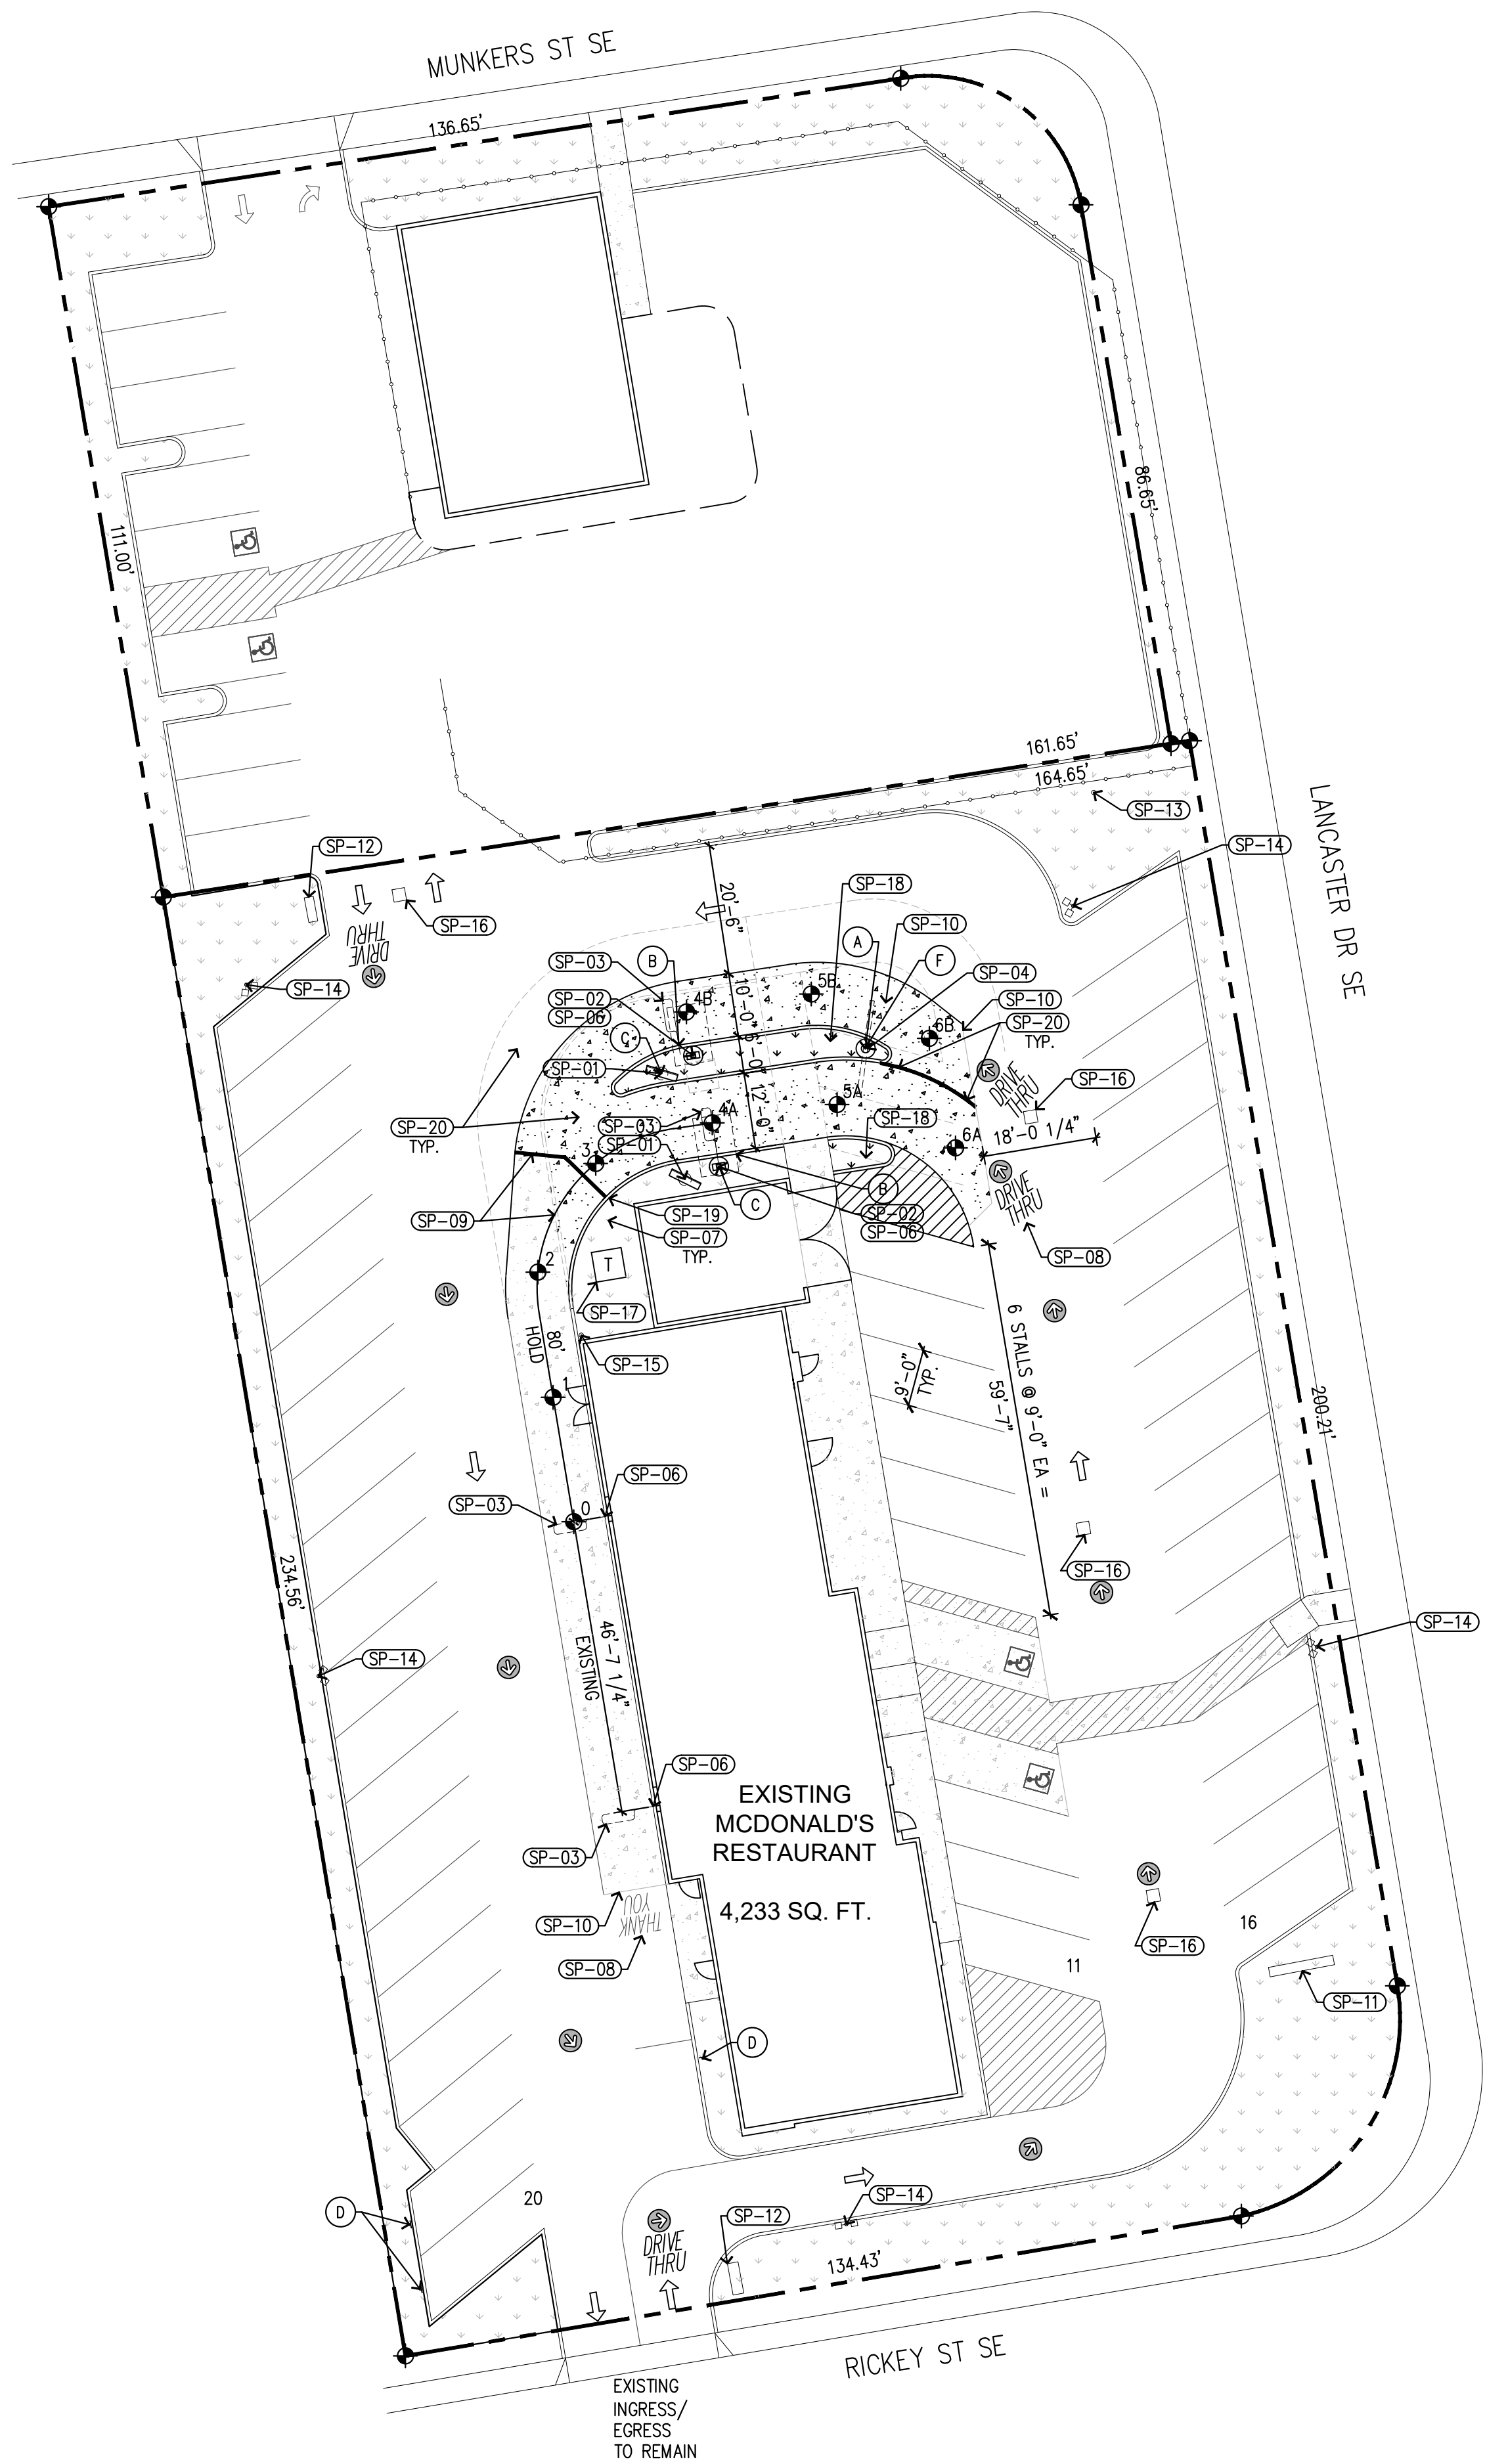 MUNKERS ST SE
136.65'
86.65'
111.00'
161.65'
164.65'
LANCASTER DR SE
SP-13
SP-14
SP-12
SP-16
DRIVE
THRU
SP-14
20'-6"
SP-18
SP-10
A
F
SP-04
SP-10
SP-20
TYP.
SP-03
B
SP-02
SP-06
C
SP-01
4B
5B
6B
10'-0"
6'-0"
12'-0"
DRIVE
THRU
SP-16
18'-0 1/4"
SP-20
TYP.
SP-03
4A
5A
SP-18
6A
SP-01
3
B
C
SP-02
SP-06
DRIVE
THRU
SP-08
SP-09
SP-19
SP-07
TYP.
2
T
SP-17
80'
HOLD
SP-15
1
9'-0"
TYP.
6 STALLS @ 9'-0" EA =
59'-7"
200.21'
SP-06
SP-03
0
SP-16
234.56'
46'-7 1/4"
EXISTING
SP-14
SP-14
SP-06
EXISTING
MCDONALD'S
RESTAURANT
4,233 SQ. FT.
SP-03
SP-10
THANK
YOU
SP-08
16
SP-16
11
SP-11
D
20
D
SP-14
SP-12
DRIVE
THRU
134.43'
RICKEY ST SE
EXISTING
INGRESS/
EGRESS
TO REMAIN